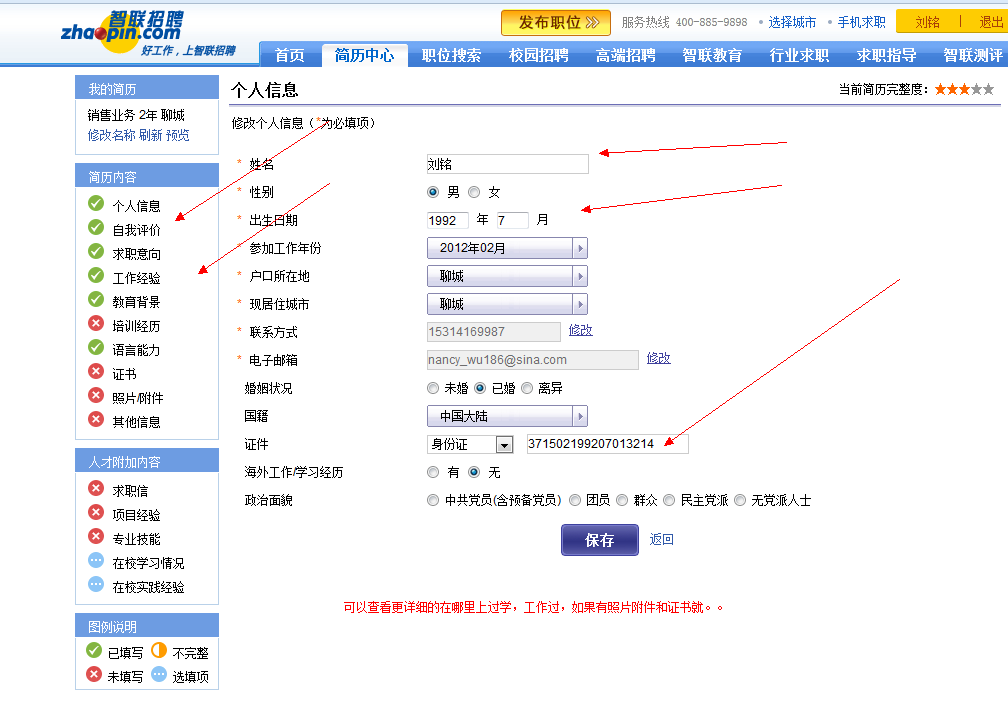 智联招聘
zhaopin.com
好工作，上智联招聘
发布职位
服务热线 400-885-9898
选择城市
手机求职
刘铭 | 退出
首页 简历中心 职位搜索 校园招聘 高端招聘 智联教育 行业求职 求职指导 智联测评
我的简历
销售业务 2年 聊城
修改名称 刷新 预览
简历内容
个人信息
自我评价
求职意向
工作经验
教育背景
培训经历
语言能力
证书
照片/附件
其他信息
人才附加内容
求职信
项目经验
专业技能
在校学习情况
在校实践经验
图例说明
已填写 不完整
未填写 选填项
个人信息
当前简历完整度：★★★★★
修改个人信息（*为必填项）
* 姓名 刘铭
* 性别 男 女
* 出生日期 1992 年 7 月
* 参加工作年份 2012年02月
* 户口所在地 聊城
* 现居住城市 聊城
* 联系方式 15314169987 修改
* 电子邮箱 nancy_wu186@sina.com 修改
婚姻状况 未婚 已婚 离异
国籍 中国大陆
证件 身份证 371502199207013214
海外工作/学习经历 有 无
政治面貌 中共党员(含预备党员) 团员 群众 民主党派 无党派人士
保存 返回
可以查看更详细的在哪里上过学，工作过，如果有照片附件和证书就。。